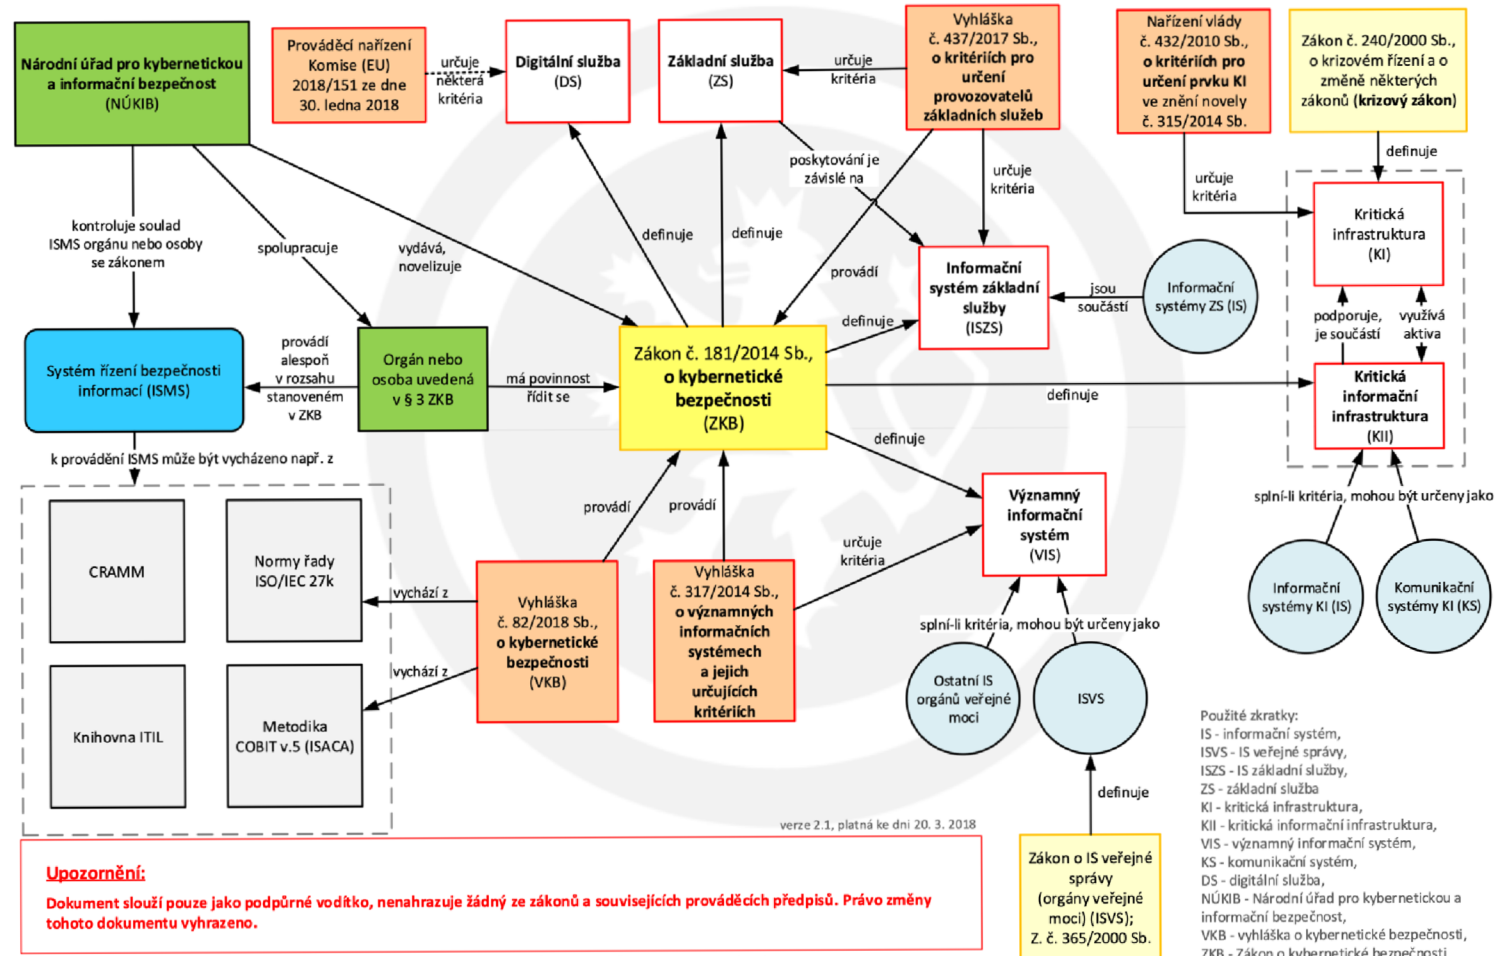 Národní úřad pro kybernetickou
a informační bezpečnost
(NÚKIB)
Prováděcí nařízení
Komise (EU)
2018/151 ze dne
30. ledna 2018
určuje
některá
kritéria
Digitální služba
(DS)
Základní služba
(ZS)
určuje
kritéria
Vyhláška
č. 437/2017 Sb.,
o kritériích pro
určení
provozovatelů
základních služeb
Nařízení vlády
č. 432/2010 Sb.,
o kritériích pro
určení prvku KI
ve znění novely
č. 315/2014 Sb.
Zákon č. 240/2000 Sb.,
o krizovém řízení a o
změně některých
zákonů (krizový zákon)
definuje
poskytování je
závislé na
určuje
kritéria
určuje
kritéria
Kritická
infrastruktura
(KI)
kontroluje soulad
ISMS orgánu nebo osoby
se zákonem
spolupracuje
vydává,
novelizuje
definuje
definuje
provádí
Informační
systém základní
služby
(ISZS)
jsou
součástí
Informační
systémy ZS (IS)
podporuje,
je součástí
využívá
aktiva
Systém řízení bezpečnosti
informací (ISMS)
provádí
alespoň
v rozsahu
stanoveném
v ZKB
Orgán nebo
osoba uvedená
v § 3 ZKB
má povinnost
řídit se
Zákon č. 181/2014 Sb.,
o kybernetické
bezpečnosti
(ZKB)
definuje
definuje
Kritická
informační
infrastruktura
(KII)
definuje
k provádění ISMS může být vycházeno např. z
splní-li kritéria, mohou být určeny jako
Informační
systémy KI (IS)
Komunikační
systémy KI (KS)
provádí
provádí
určuje
kritéria
Významný
informační
systém
(VIS)
CRAMM
Normy řady
ISO/IEC 27k
vychází z
vychází z
Knihovna ITIL
Metodika
COBIT v.5 (ISACA)
Vyhláška
č. 82/2018 Sb.,
o kybernetické
bezpečnosti
(VKB)
Vyhláška
č. 317/2014 Sb.,
o významných
informačních
systémech
a jejich
určujících
kritériích
splní-li kritéria, mohou být určeny jako
Ostatní IS
orgánů veřejné
moci
ISVS
definuje
Zákon o IS veřejné
správy
(orgány veřejné
moci) (ISVS);
Z. č. 365/2000 Sb.
verze 2.1, platná ke dni 20. 3. 2018
Upozornění:
Dokument slouží pouze jako podpůrné vodítko, nenahrazuje žádný ze zákonů a souvisejících prováděcích předpisů. Právo změny
tohoto dokumentu vyhrazeno.
Použité zkratky:
IS - informační systém,
ISVS - IS veřejné správy,
ISZS - IS základní služby,
ZS - základní služba
KI - kritická infrastruktura,
KII - kritická informační infrastruktura,
VIS - významný informační systém,
KS - komunikační systém,
DS - digitální služba,
NÚKIB - Národní úřad pro kybernetickou a
informační bezpečnost,
VKB - vyhláška o kybernetické bezpečnosti,
ZKB - Zákon o kybernetické bezpečnosti